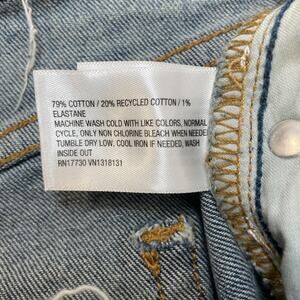 79% COTTON / 20% RECYCLED COTTON / 1%
ELASTANE
MACHINE WASH COLD WITH LIKE COLORS, NORMAL
CYCLE, ONLY NON CHLORINE BLEACH WHEN NEEDED
TUMBLE DRY LOW, COOL IRON IF NEEDED, WASH
INSIDE OUT
RN17730 VN1318131